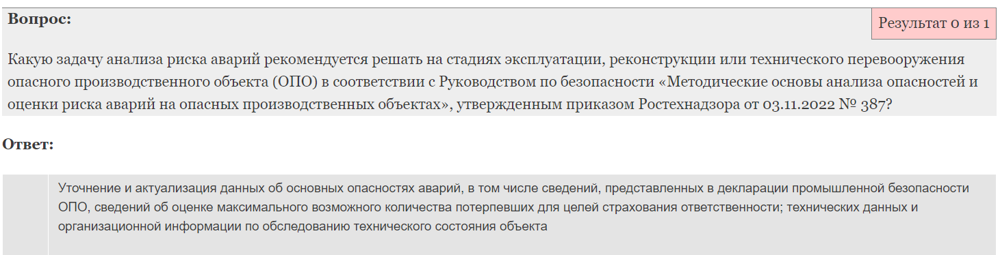 Вопрос:
Результат 0 из 1
Какую задачу анализа риска аварий рекомендуется решать на стадиях эксплуатации, реконструкции или технического перевооружения
опасного производственного объекта (ОПО) в соответствии с Руководством по безопасности «Методические основы анализа опасностей и
оценки риска аварий на опасных производственных объектах», утвержденным приказом Ростехнадзора от 03.11.2022 № 387?
Ответ:
Уточнение и актуализация данных об основных опасностях аварий, в том числе сведений, представленных в декларации промышленной безопасности
ОПО, сведений об оценке максимального возможного количества потерпевших для целей страхования ответственности; технических данных и
организационной информации по обследованию технического состояния объекта